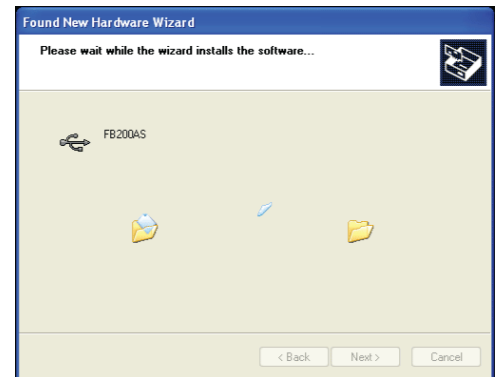 Found New Hardware Wizard
Please wait while the wizard installs the software...
FB200AS
< Back Next > Cancel